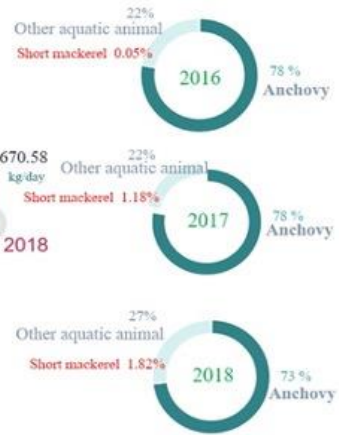 22%
Other aquatic animal
Short mackerel 0.05%
2016
78 %
Anchovy
670.58
kg/day
22%
Other aquatic animal
Short mackerel 1.18%
2017
78 %
Anchovy
2018
27%
Other aquatic animal
Short mackerel 1.82%
2018
73 %
Anchovy